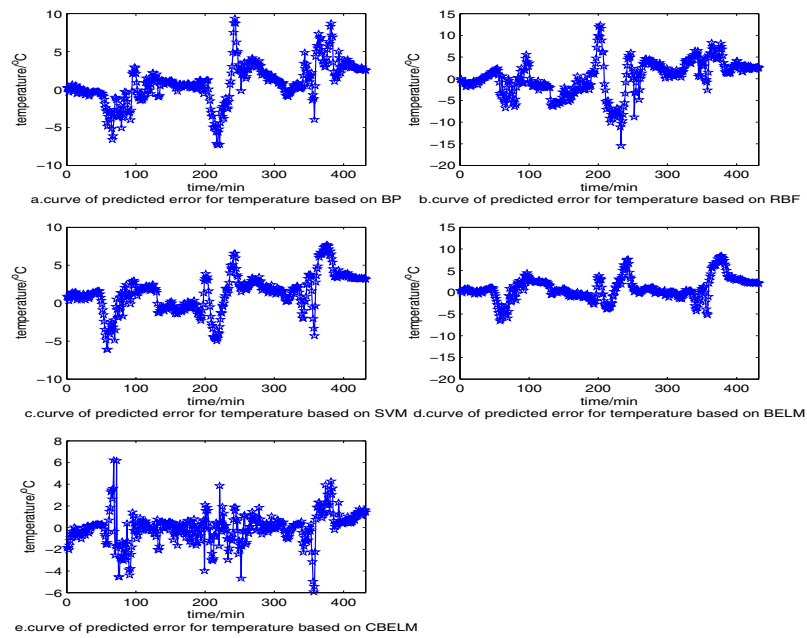 10
5
0
−5
−10
temperature/⁰C
0 100 200 300 400
time/min
a.curve of predicted error for temperature based on BP
15
10
5
0
−5
−10
−15
−20
temperature/⁰C
0 100 200 300 400
time/min
b.curve of predicted error for temperature based on RBF
10
5
0
−5
−10
temperature/⁰C
0 100 200 300 400
time/min
c.curve of predicted error for temperature based on SVM
15
10
5
0
−5
−10
−15
−20
temperature/⁰C
0 100 200 300 400
time/min
d.curve of predicted error for temperature based on BELM
8
6
4
2
0
−2
−4
−6
temperature/⁰C
0 100 200 300 400
time/min
e.curve of predicted error for temperature based on CBELM